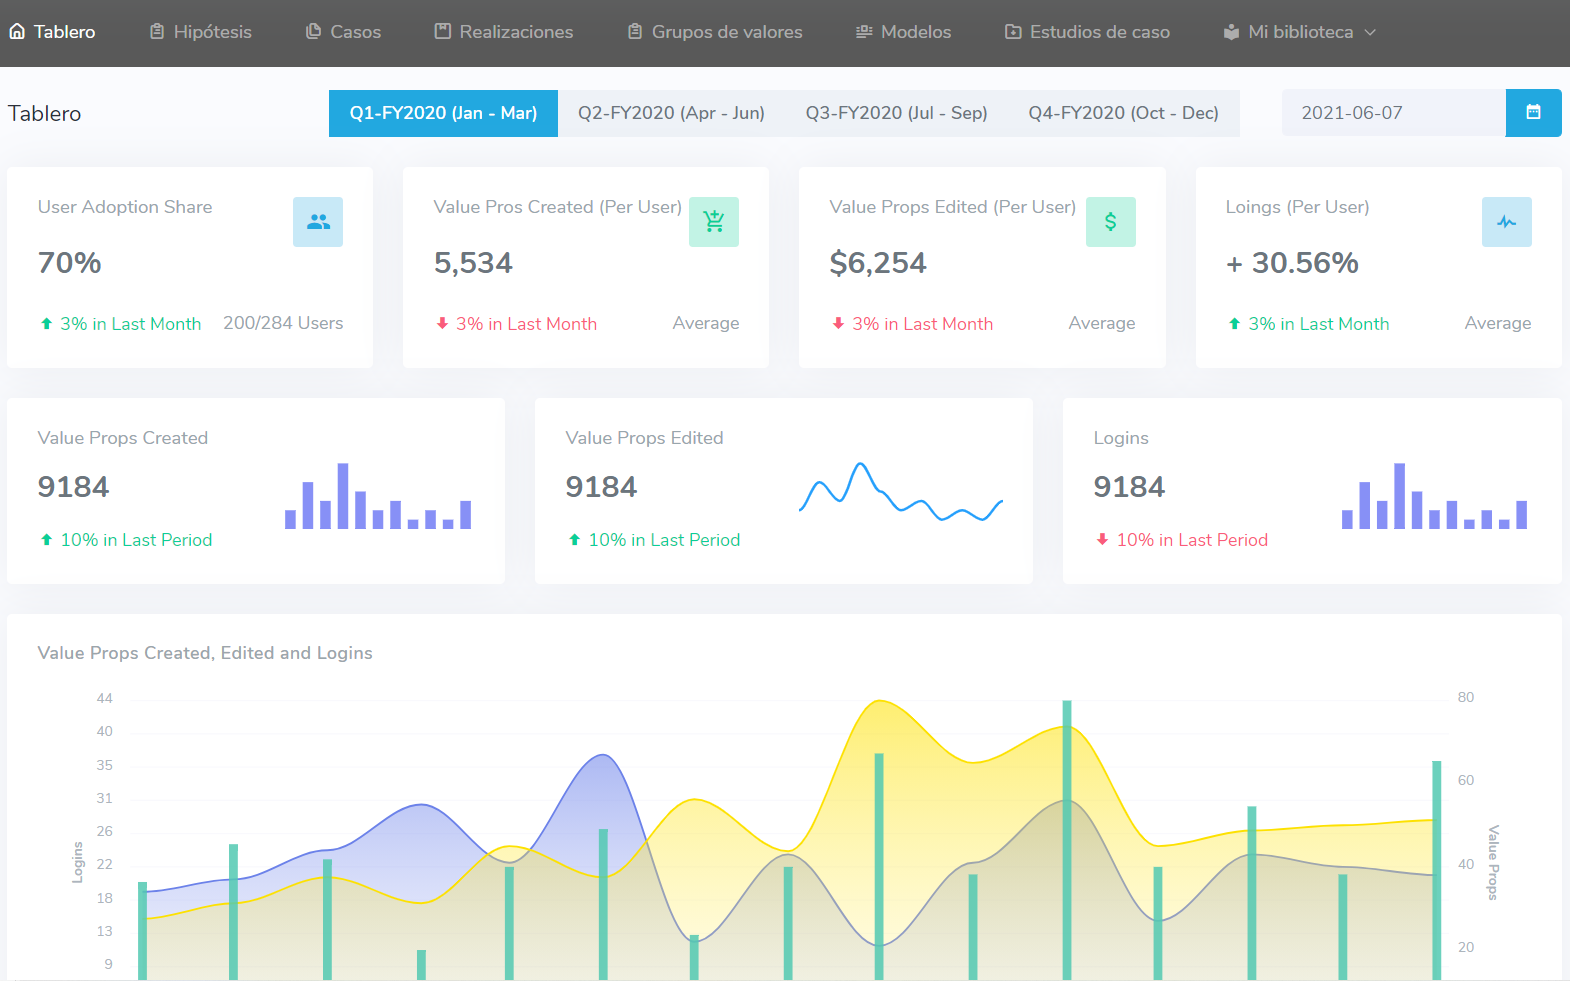 Tablero Hipótesis Casos Realizaciones Grupos de valores Modelos Estudios de caso Mi biblioteca
Tablero Q1-FY2020 (Jan - Mar) Q2-FY2020 (Apr - Jun) Q3-FY2020 (Jul - Sep) Q4-FY2020 (Oct - Dec) 2021-06-07
User Adoption Share
70%
3% in Last Month 200/284 Users
Value Pros Created (Per User)
5,534
3% in Last Month Average
Value Props Edited (Per User)
$6,254
3% in Last Month Average
Loings (Per User)
+ 30.56%
3% in Last Month Average
Value Props Created
9184
10% in Last Period
Value Props Edited
9184
10% in Last Period
Logins
9184
10% in Last Period
Value Props Created, Edited and Logins
44
40
35
31
26
22
18
13
9
Logins
80
60
40
20
Value Props